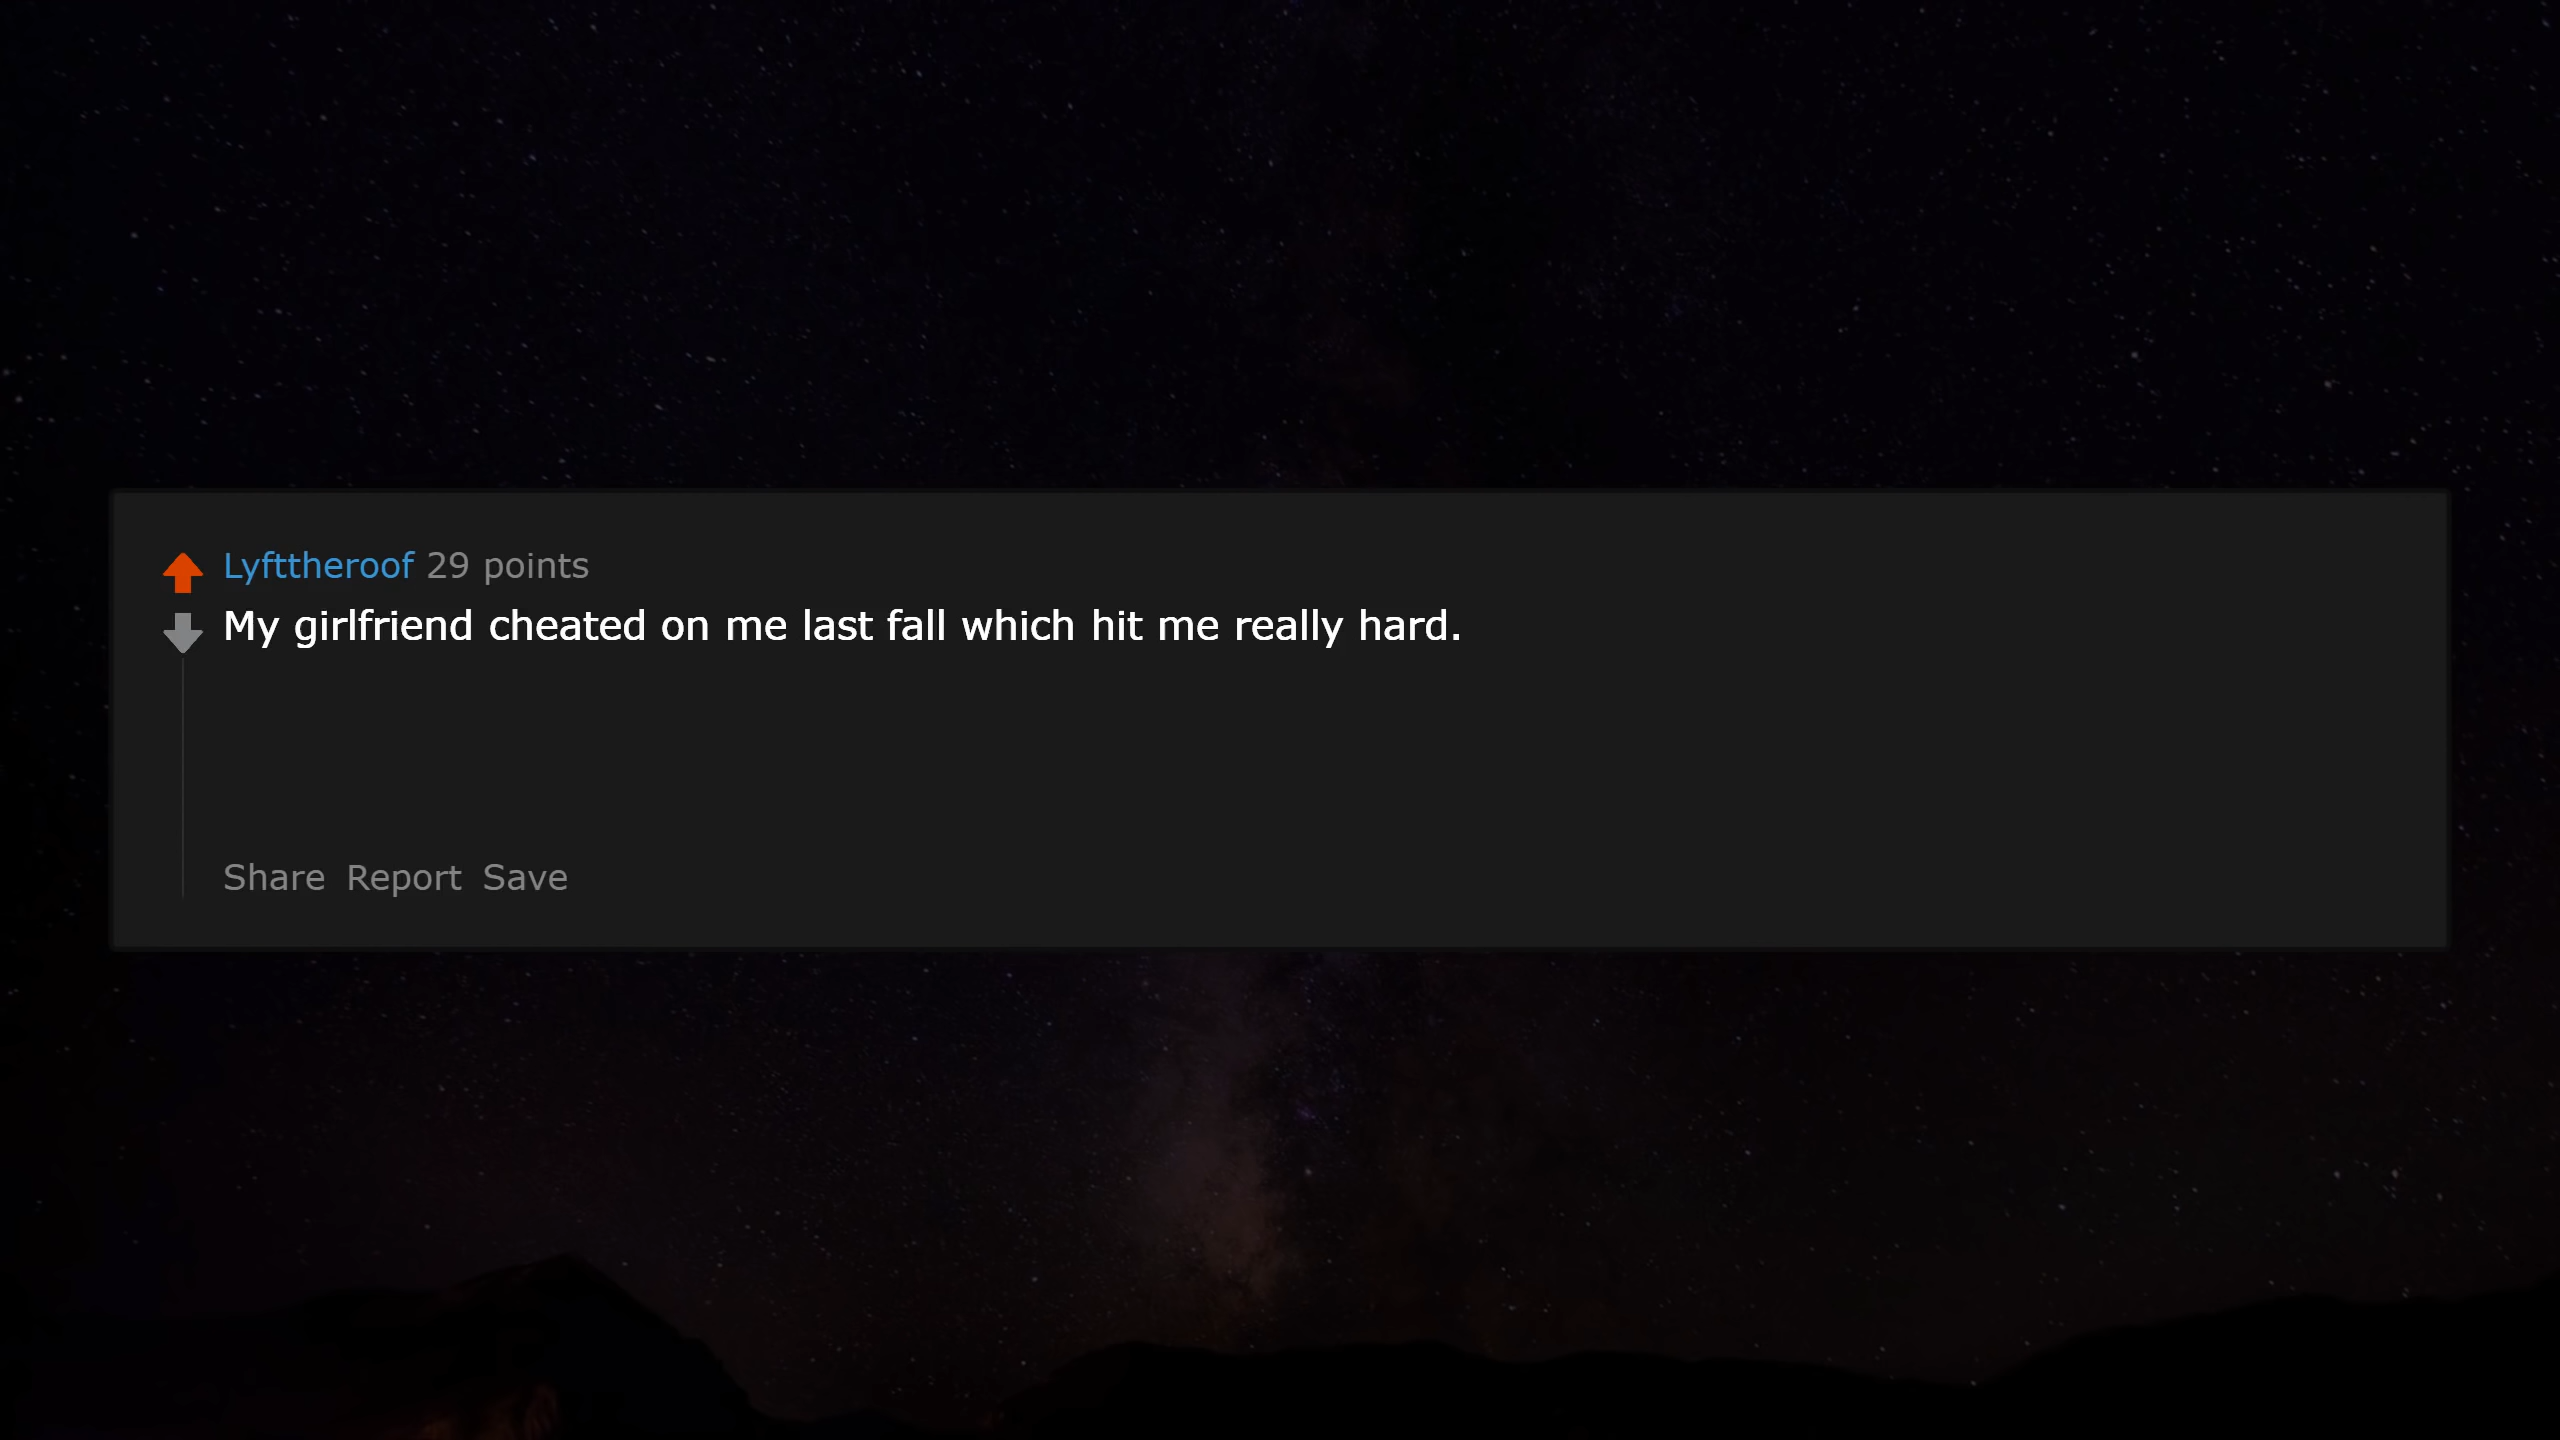 Lyfttheroof 29 points
My girlfriend cheated on me last fall which hit me really hard.
Share Report Save